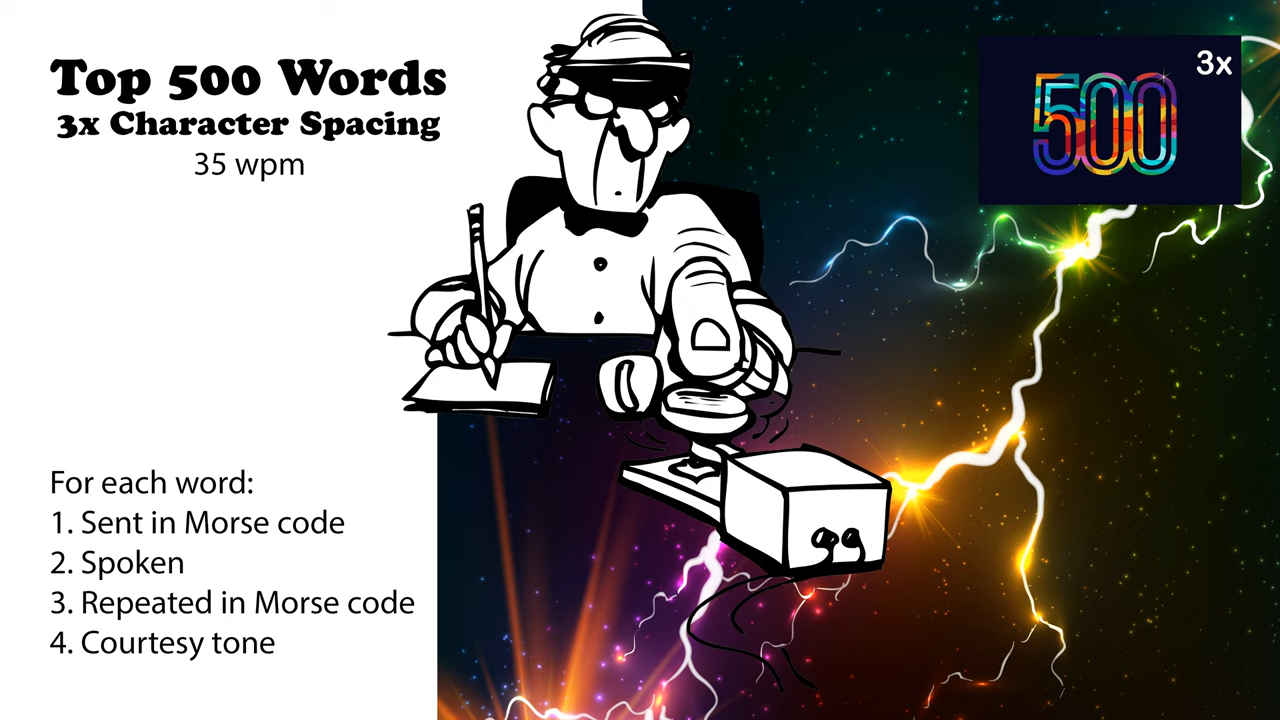 Top 500 Words
3x Character Spacing
35 wpm
3x
500
For each word:
1. Sent in Morse code
2. Spoken
3. Repeated in Morse code
4. Courtesy tone